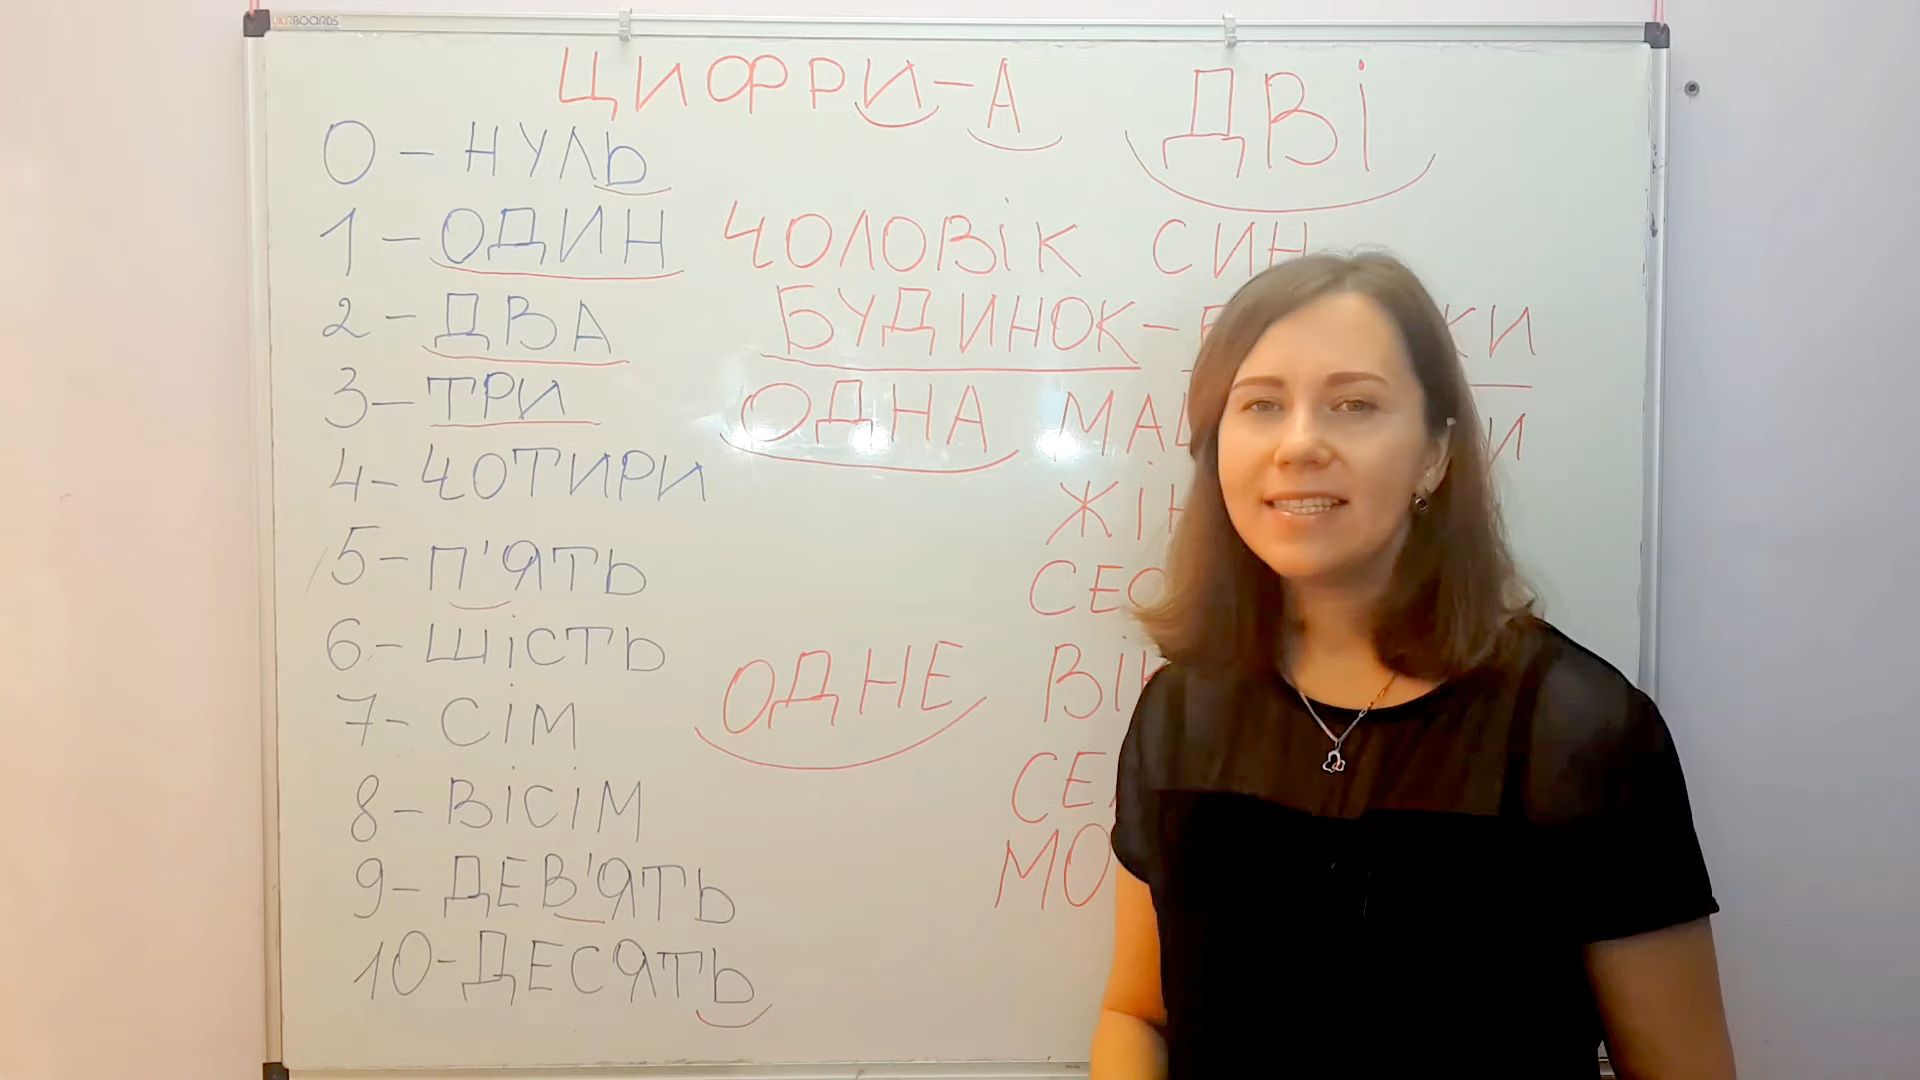 UKRBOARDS
ЦИФРИ-А ДВІ
0 - НУЛЬ
1 - ОДИН ЧОЛОВІК СИН
2 - ДВА БУДИНОК -
3 - ТРИ ОДНА
4 - ЧОТИРИ
5 - П'ЯТЬ
6 - ШІСТЬ
7 - СІМ ОДНЕ
8 - ВІСІМ
9 - ДЕВ'ЯТЬ
10 - ДЕСЯТЬ